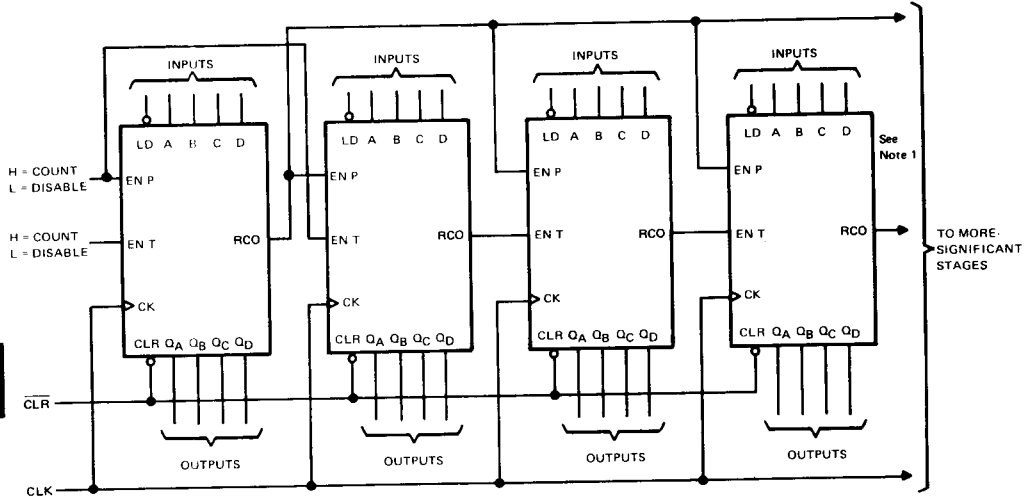 INPUTS
INPUTS
INPUTS
INPUTS
LD A B C D
LD A B C D
LD A B C D
LD A B C D
See
Note 1
H = COUNT
L = DISABLE
EN P
EN P
EN P
EN P
H = COUNT
L = DISABLE
EN T
RCO
EN T
RCO
EN T
RCO
EN T
RCO
TO MORE-
SIGNIFICANT
STAGES
CK
CK
CK
CK
CLR QA QB QC QD
CLR QA QB QC QD
CLR QA QB QC QD
CLR QA QB QC QD
CLR
OUTPUTS
OUTPUTS
OUTPUTS
OUTPUTS
CLK